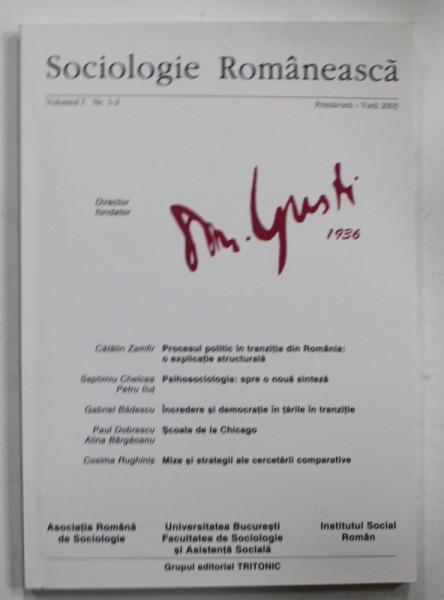 Sociologie Românească
Volumul I Nr. 1-2
Primăvară - Vară 2003
Director
fondator
Dim. Gusti
1936
Cătălin Zamfir Procesul politic în tranziția din România:
o explicație structurală
Septimiu Chelcea Psihosociologia: spre o nouă sinteză
Petru Iluț
Gabriel Bădescu Încredere și democrație în țările în tranziție
Paul Dobrescu Școala de la Chicago
Alina Bârgăoanu
Cosima Rughiniș Mize și strategii ale cercetării comparative
Asociația Română
de Sociologie
Universitatea București
Facultatea de Sociologie
și Asistență Socială
Institutul Social
Român
Grupul editorial TRITONIC